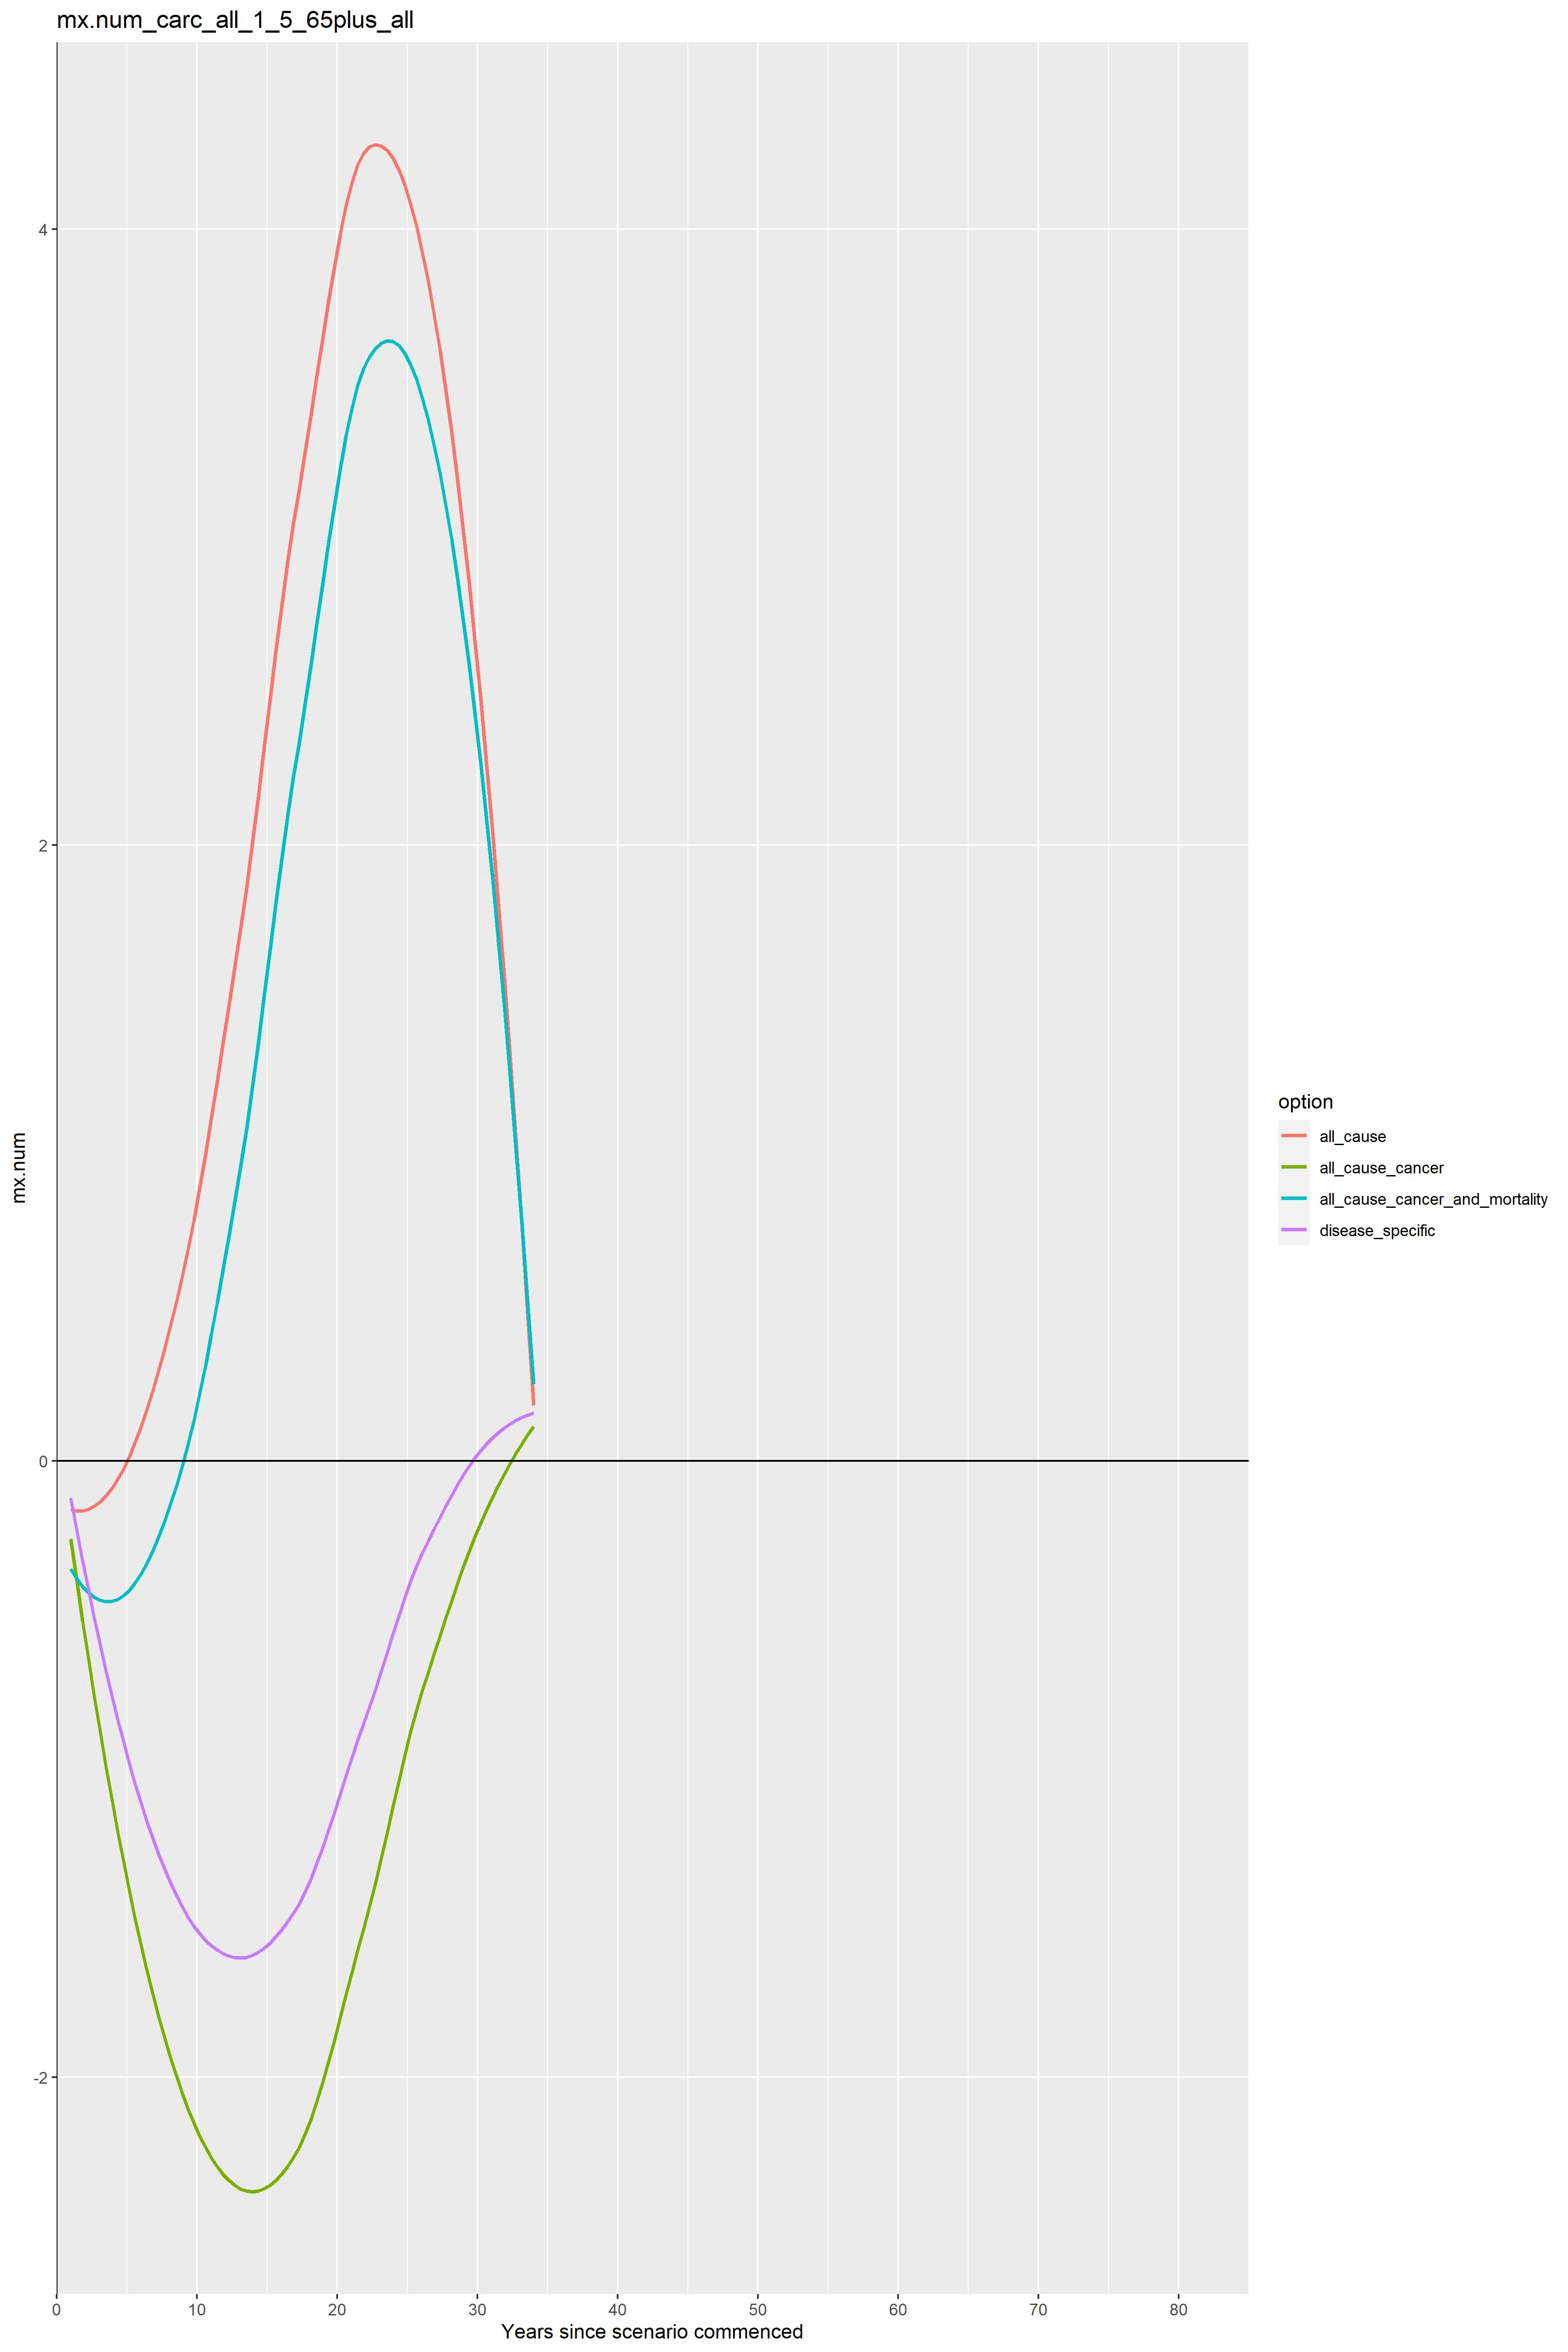 mx.num_carc_all_1_5_65plus_all
4
2
0
-2
mx.num
0 10 20 30 40 50 60 70 80
Years since scenario commenced
option
all_cause
all_cause_cancer
all_cause_cancer_and_mortality
disease_specific